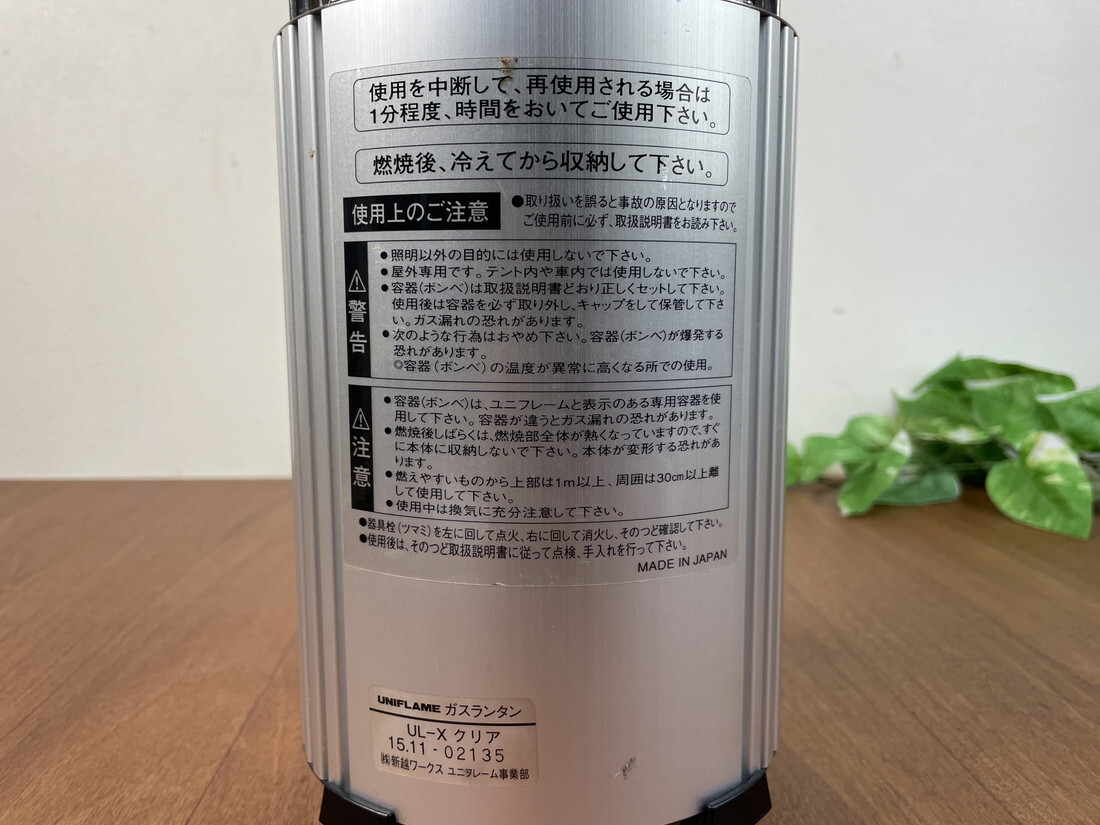 使用を中断して、再使用される場合は
1分程度、時間をおいてご使用下さい。
燃焼後、冷えてから収納して下さい。
使用上のご注意
●取り扱いを誤ると事故の原因となりますので
ご使用前に必ず、取扱説明書をお読み下さい。
⚠警告
●照明以外の目的には使用しないで下さい。
●屋外専用です。テント内や車内では使用しないで下さい。
●容器(ボンベ)は取扱説明書どおり正しくセットして下さい。
使用後は容器を必ず取り外し、キャップをして保管して下さ
い。ガス漏れの恐れがあります。
●次のような行為はおやめ下さい。容器(ボンベ)が爆発する
恐れがあります。
◎容器(ボンベ)の温度が異常に高くなる所での使用。
⚠注意
●容器(ボンベ)は、ユニフレームと表示のある専用容器を使
用して下さい。容器が違うとガス漏れの恐れがあります。
●燃焼後しばらくは、燃焼部全体が熱くなっていますので、すぐ
に本体に収納しないで下さい。本体が変形する恐れがあ
ります。
●燃えやすいものから上部は1m以上、周囲は30cm以上離
して使用して下さい。
●使用中は換気に充分注意して下さい。
●器具栓(ツマミ)を左に回して点火、右に回して消火し、そのつど確認して下さい。
●使用後は、そのつど取扱説明書に従って点検、手入れを行って下さい。
MADE IN JAPAN
UNIFLAME ガスランタン
UL-X クリア
15.11-02135
㈱新越ワークス ユニフレーム事業部